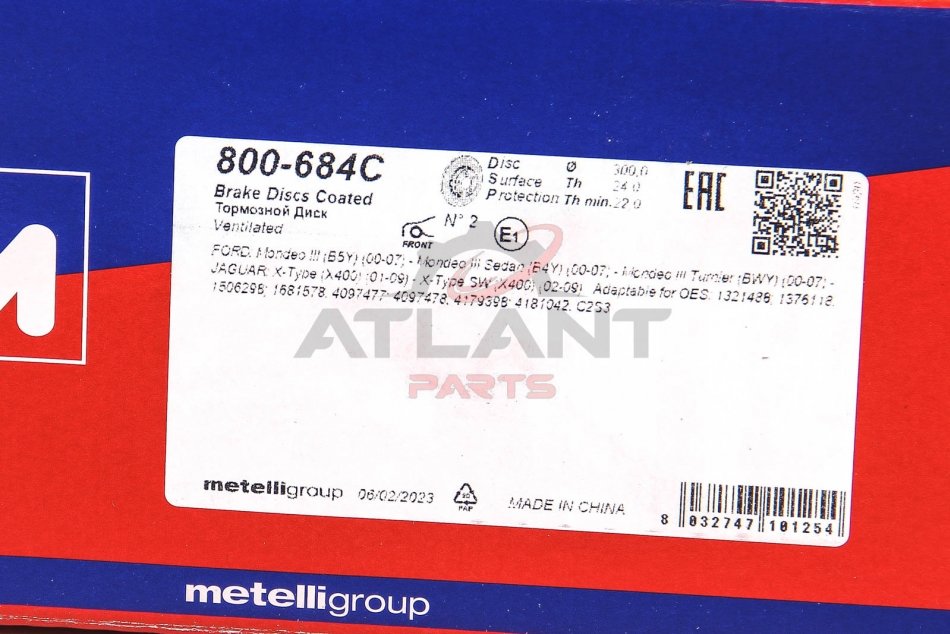 800-684C
Brake Discs Coated
Тормозной Диск
Ventilated
Disc Ø 300,0
Surface Th 24.0
Protection Th min. 22.0
FRONT
N° 2
E1
EAC
FORD: Mondeo III (B5Y) (00-07; - Mondeo III Sedan (B4Y) (00-07; - Mondeo III Turnier (BWY) (00-07; -
JAGUAR: X-Type (X400) (01-09) X-Type SW (X400) (02-09) Adaptable for OES: 1321486; 1376118;
1506298; 1681578; 4097477; 4097478; 4179398; 4181042; C2S3
ATLANT
PARTS
metelligroup 06/02/2023
PAP
MADE IN CHINA
8 032747 101254
metelligroup